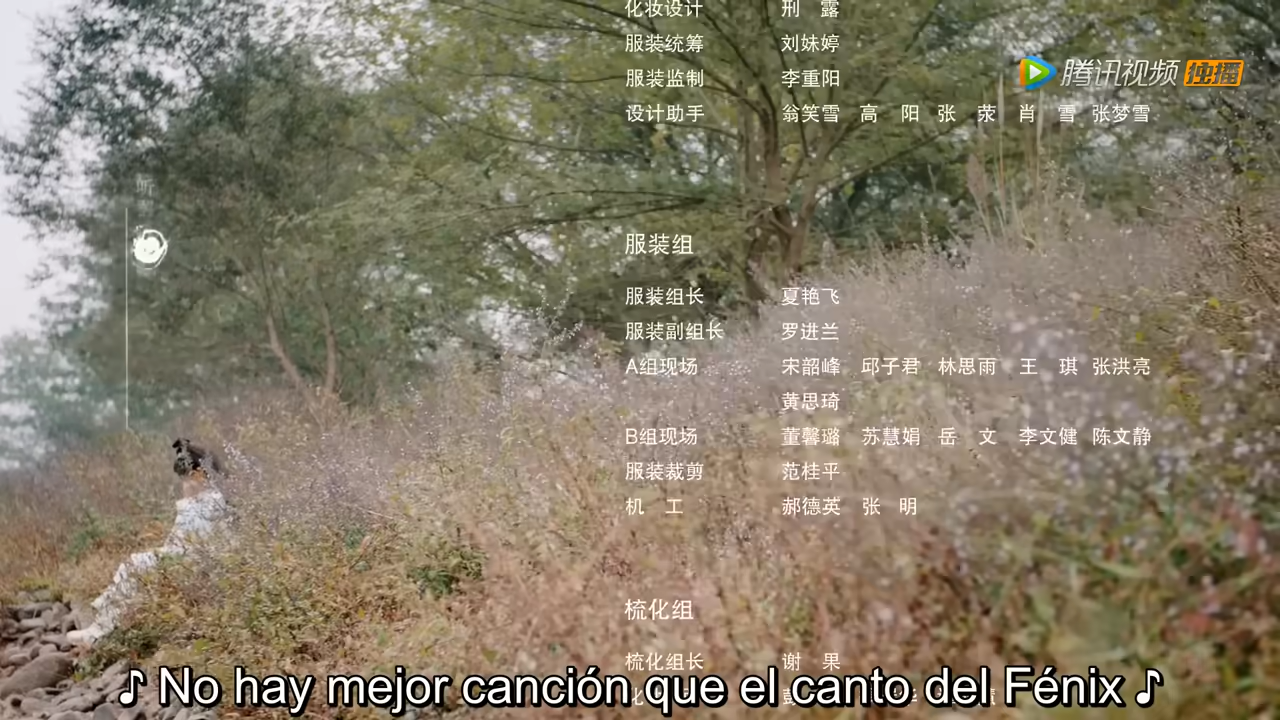 化妆设计 刑 露
服装统筹 刘妹婷
腾讯视频 独播
服装监制 李重阳
设计助手 翁笑雪 高 阳 张 荥 肖 雪 张梦雪
听
服装组
服装组长 夏艳飞
服装副组长 罗进兰
A组现场 宋韶峰 邱子君 林思雨 王 琪 张洪亮
黄思琦
B组现场 董馨璐 苏慧娟 岳 文 李文健 陈文静
服装裁剪 范桂平
机 工 郝德英 张 明
梳化组
梳化组长 谢 果
♪ No hay mejor canción que el canto del Fénix ♪